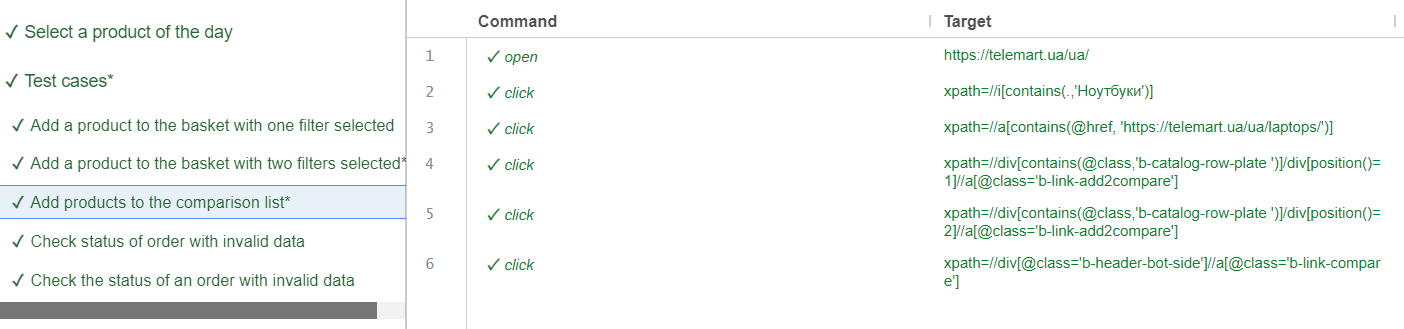 ✓ Select a product of the day
✓ Test cases*
✓ Add a product to the basket with one filter selected
✓ Add a product to the basket with two filters selected*
✓ Add products to the comparison list*
✓ Check status of order with invalid data
✓ Check the status of an order with invalid data
Command Target
1 ✓ open https://telemart.ua/ua/
2 ✓ click xpath=//i[contains(.,'Ноутбуки')]
3 ✓ click xpath=//a[contains(@href, 'https://telemart.ua/ua/laptops/')]
4 ✓ click xpath=//div[contains(@class,'b-catalog-row-plate ')]/div[position()=
1]//a[@class='b-link-add2compare']
5 ✓ click xpath=//div[contains(@class,'b-catalog-row-plate ')]/div[position()=
2]//a[@class='b-link-add2compare']
6 ✓ click xpath=//div[@class='b-header-bot-side']//a[@class='b-link-compar
e']